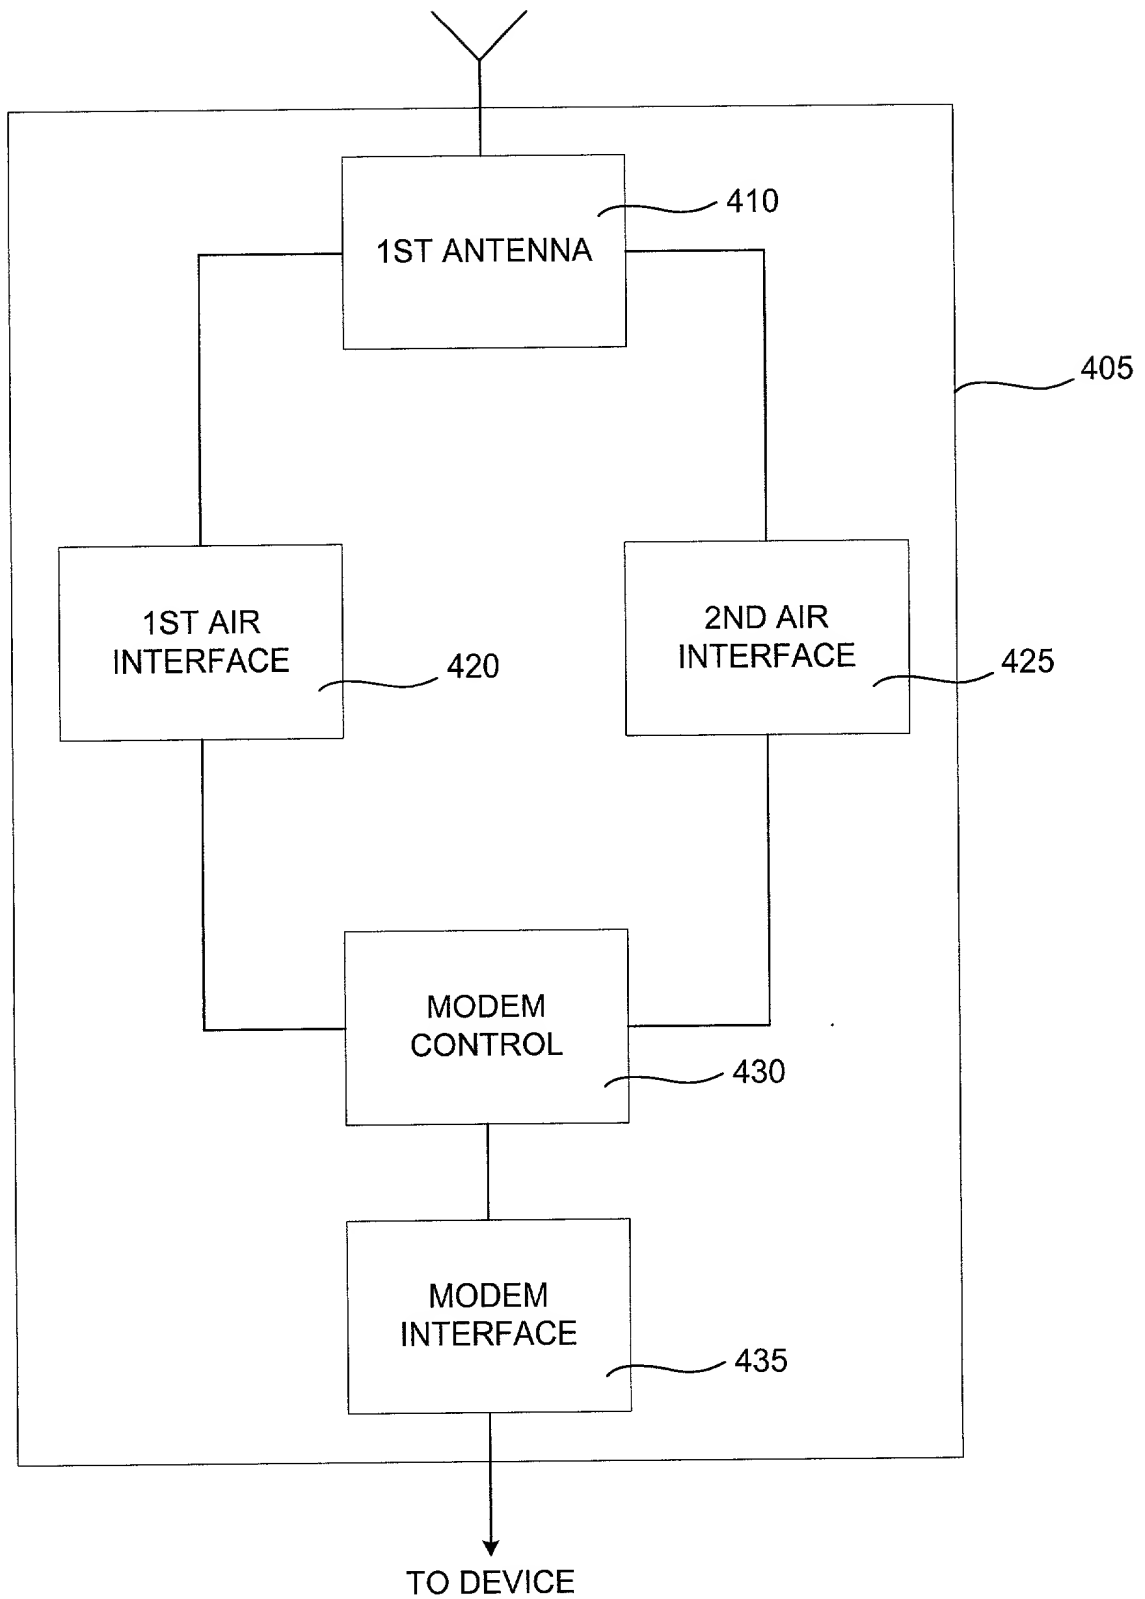 410
1ST ANTENNA
405
1ST AIR
INTERFACE
420
2ND AIR
INTERFACE
425
MODEM
CONTROL
430
MODEM
INTERFACE
435
TO DEVICE